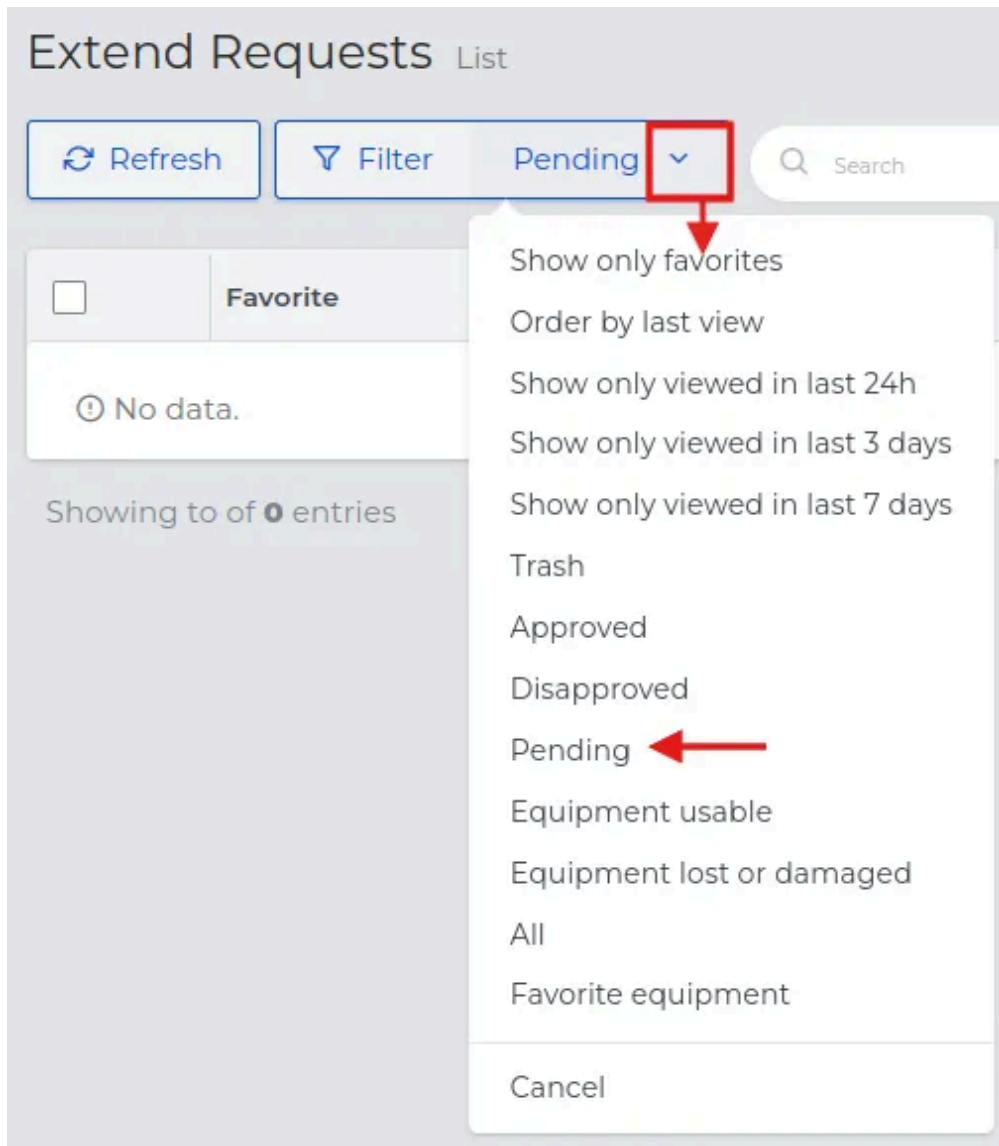 Extend Requests List
Refresh Filter Pending Search
Favorite
No data.
Showing to of 0 entries
Show only favorites
Order by last view
Show only viewed in last 24h
Show only viewed in last 3 days
Show only viewed in last 7 days
Trash
Approved
Disapproved
Pending
Equipment usable
Equipment lost or damaged
All
Favorite equipment
Cancel